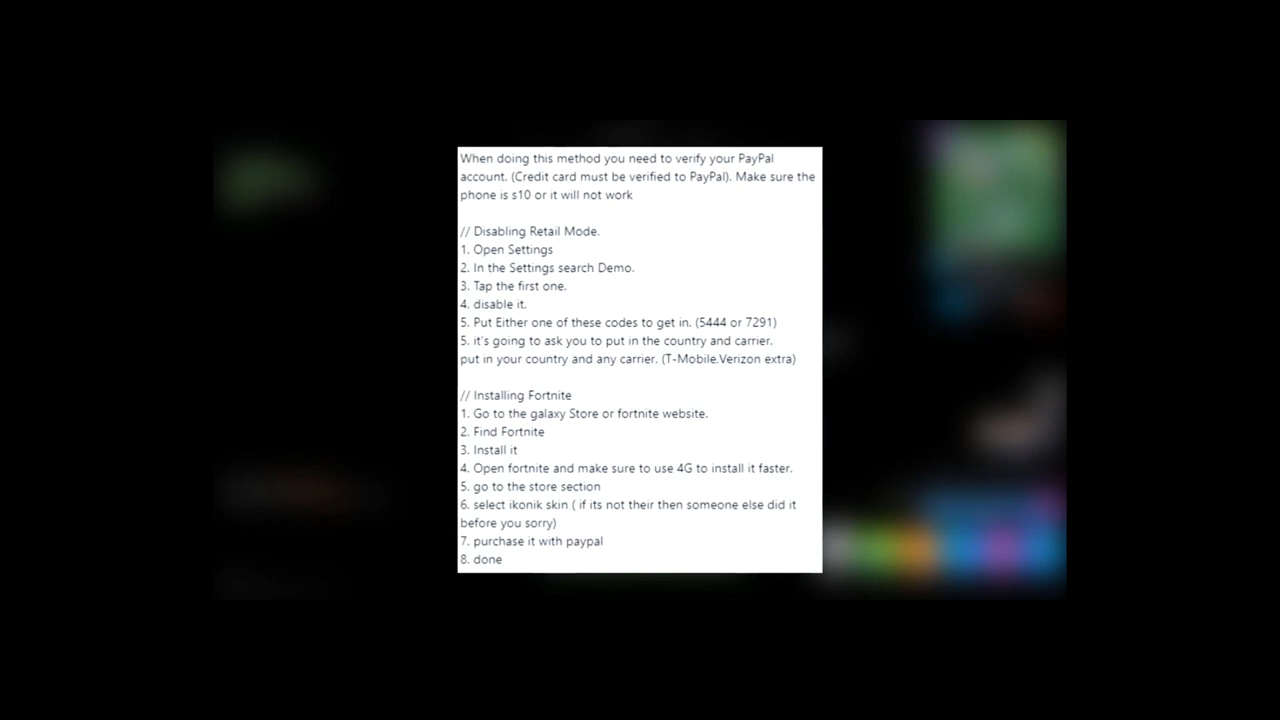 When doing this method you need to verify your PayPal
account. (Credit card must be verified to PayPal). Make sure the
phone is s10 or it will not work
// Disabling Retail Mode.
1. Open Settings
2. In the Settings search Demo.
3. Tap the first one.
4. disable it.
5. Put Either one of these codes to get in. (5444 or 7291)
5. it's going to ask you to put in the country and carrier.
put in your country and any carrier. (T-Mobile.Verizon extra)
// Installing Fortnite
1. Go to the galaxy Store or fortnite website.
2. Find Fortnite
3. Install it
4. Open fortnite and make sure to use 4G to install it faster.
5. go to the store section
6. select ikonik skin ( if its not their then someone else did it
before you sorry)
7. purchase it with paypal
8. done